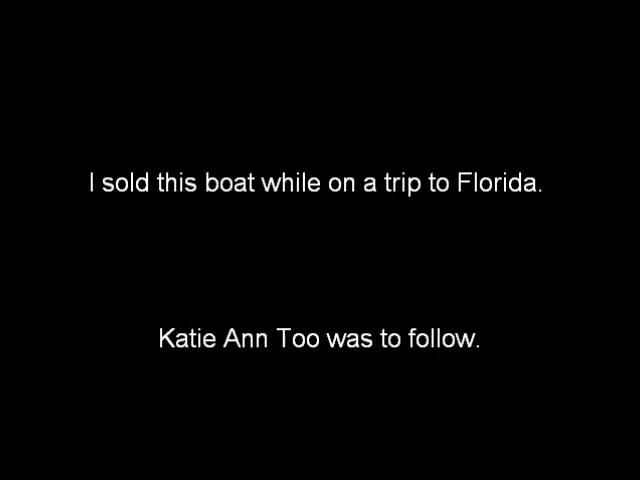 I sold this boat while on a trip to Florida.
Katie Ann Too was to follow.